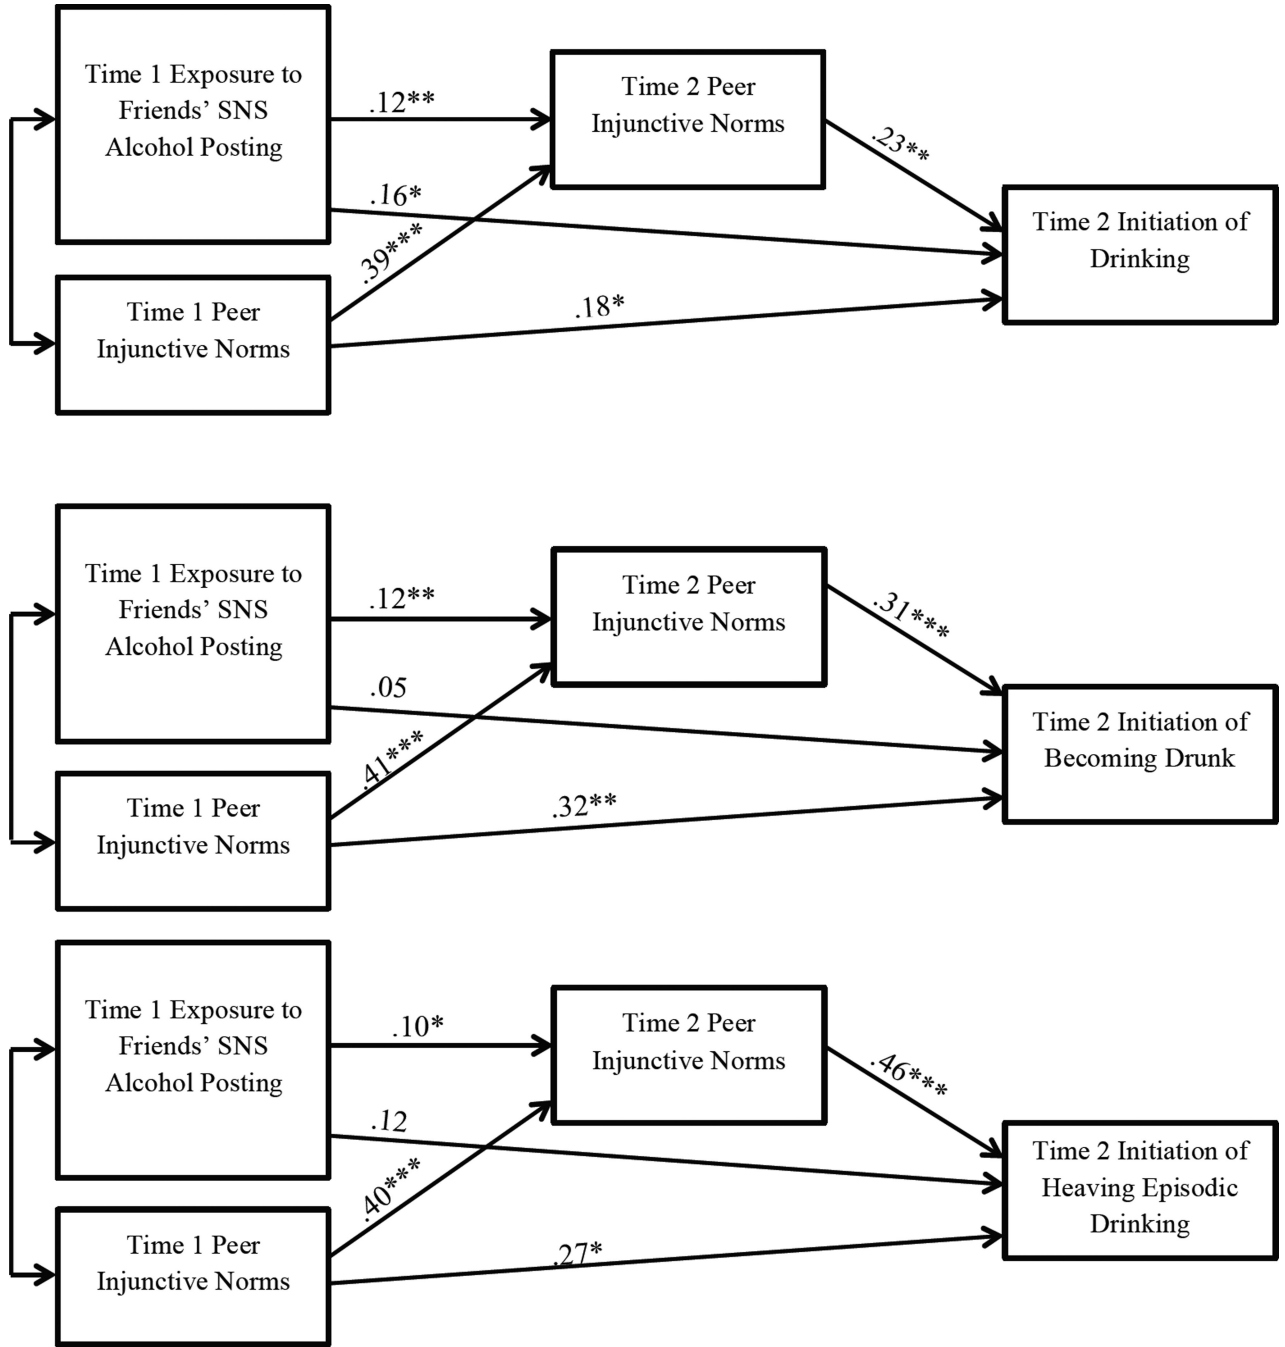 Time 1 Exposure to
Friends’ SNS
Alcohol Posting
.12**
Time 2 Peer
Injunctive Norms
.23**
.16*
.39***
Time 2 Initiation of
Drinking
Time 1 Peer
Injunctive Norms
.18*
Time 1 Exposure to
Friends’ SNS
Alcohol Posting
.12**
Time 2 Peer
Injunctive Norms
.31***
.05
.41***
Time 2 Initiation of
Becoming Drunk
Time 1 Peer
Injunctive Norms
.32**
Time 1 Exposure to
Friends’ SNS
Alcohol Posting
.10*
Time 2 Peer
Injunctive Norms
.46***
.12
.40***
Time 2 Initiation of
Heaving Episodic
Drinking
Time 1 Peer
Injunctive Norms
.27*